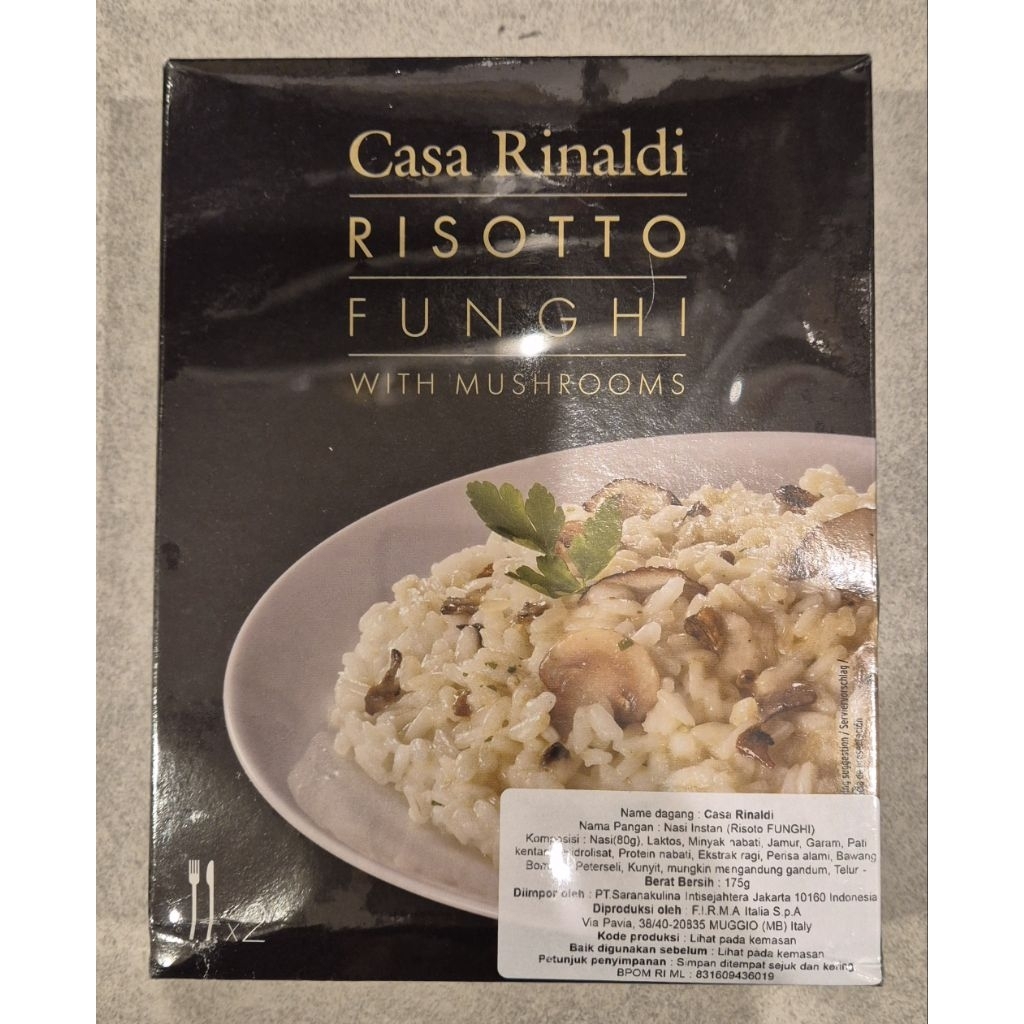 Casa Rinaldi
RISOTTO
FUNGHI
WITH MUSHROOMS
suggestion / Serviervorschlag /
de presentación
x2
Name dagang : Casa Rinaldi
Nama Pangan : Nasi Instan (Risoto FUNGHI)
Komposisi : Nasi(80g), Laktos, Minyak nabati, Jamur, Garam, Pati
kentang, hidrolisat, Protein nabati, Ekstrak ragi, Perisa alami, Bawang
Peterseli, Kunyit, mungkin mengandung gandum, Telur -
Berat Bersih : 175g
Diimpor oleh : PT.Saranakulina Intisejahtera Jakarta 10160 Indonesia
Diproduksi oleh : F.I.R.M.A Italia S.p.A
Via Pavia, 38/40-20835 MUGGIO (MB) Italy
Kode produksi : Lihat pada kemasan
Baik digunakan sebelum : Lihat pada kemasan
Petunjuk penyimpanan : Simpan ditempat sejuk dan kering
BPOM RI ML : 831609436019